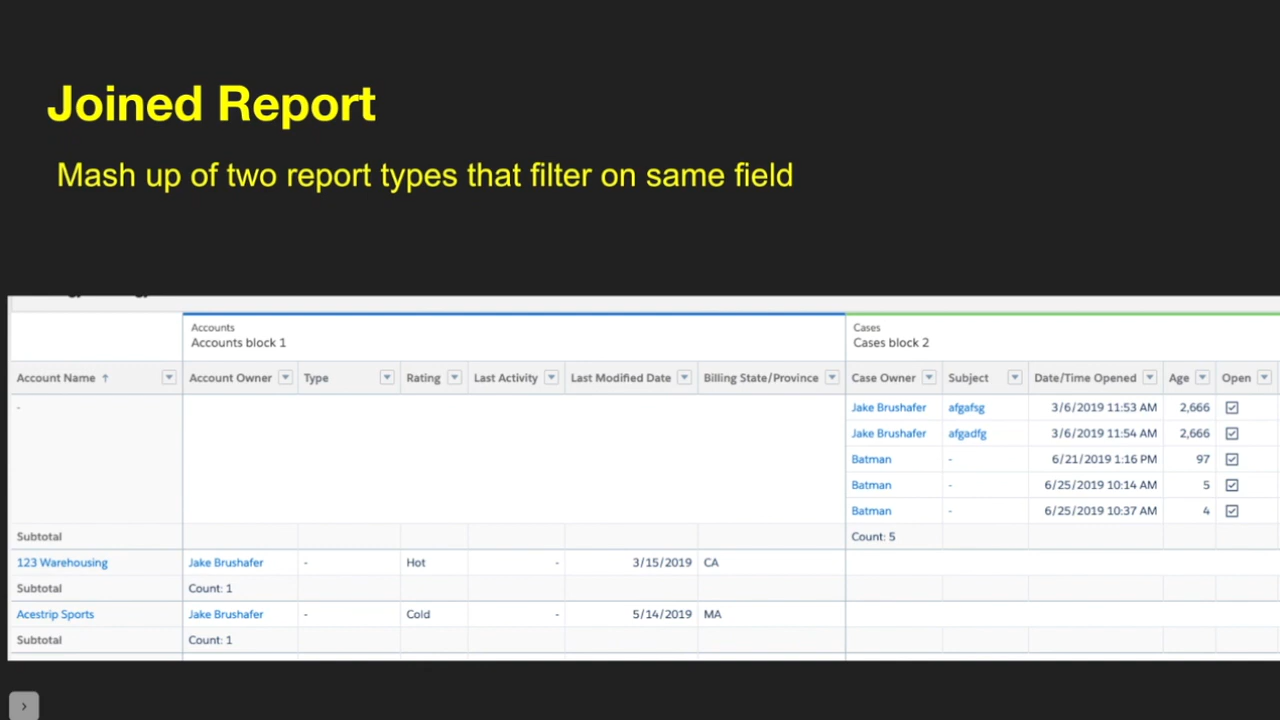 Joined Report
Mash up of two report types that filter on same field
Accounts Cases
Accounts block 1 Cases block 2
Account Name ↑ Account Owner Type Rating Last Activity Last Modified Date Billing State/Province Case Owner Subject Date/Time Opened Age Open
- Jake Brushafer afgafsg 3/6/2019 11:53 AM 2,666
Jake Brushafer afgadfg 3/6/2019 11:54 AM 2,666
Batman - 6/21/2019 1:16 PM 97
Batman - 6/25/2019 10:14 AM 5
Batman - 6/25/2019 10:37 AM 4
Subtotal Count: 5
123 Warehousing Jake Brushafer - Hot - 3/15/2019 CA
Subtotal Count: 1
Acestrip Sports Jake Brushafer - Cold - 5/14/2019 MA
Subtotal Count: 1